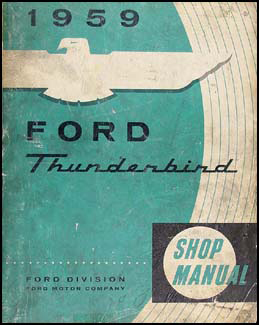 1959
FORD
Thunderbird
SHOP
MANUAL
FORD DIVISION
FORD MOTOR COMPANY